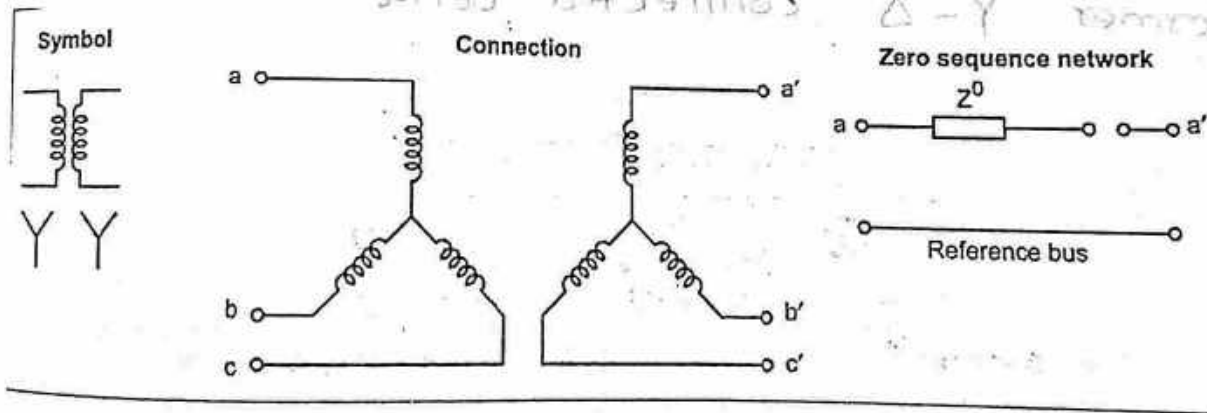 Symbol
Connection
Zero sequence network
a
a′
b
b′
c
c′
Z⁰
a
a′
Reference bus